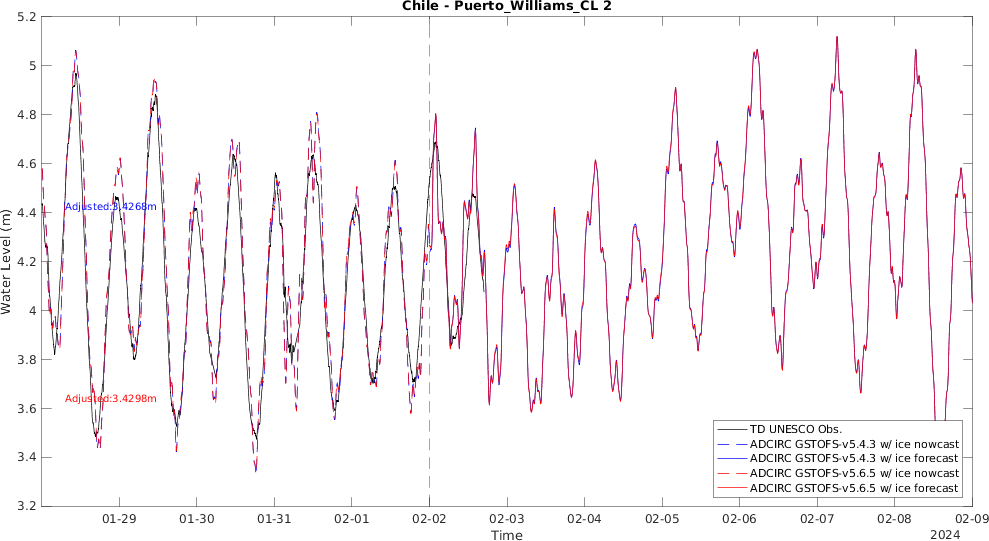 Chile - Puerto_Williams_CL 2
5.2
5
4.8
4.6
4.4
4.2
4
3.8
3.6
3.4
3.2
Water Level (m)
Adjusted:3.4268m
Adjusted:3.4298m
TD UNESCO Obs.
ADCIRC GSTOFS-v5.4.3 w/ ice nowcast
ADCIRC GSTOFS-v5.4.3 w/ ice forecast
ADCIRC GSTOFS-v5.6.5 w/ ice nowcast
ADCIRC GSTOFS-v5.6.5 w/ ice forecast
01-29 01-30 01-31 02-01 02-02 02-03 02-04 02-05 02-06 02-07 02-08 02-09
Time
2024